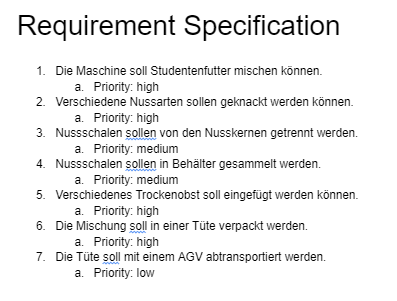 Requirement Specification
1. Die Maschine soll Studentenfutter mischen können.
a. Priority: high
2. Verschiedene Nussarten sollen geknackt werden können.
a. Priority: high
3. Nussschalen sollen von den Nusskernen getrennt werden.
a. Priority: medium
4. Nussschalen sollen in Behälter gesammelt werden.
a. Priority: medium
5. Verschiedenes Trockenobst soll eingefügt werden können.
a. Priority: high
6. Die Mischung soll in einer Tüte verpackt werden.
a. Priority: high
7. Die Tüte soll mit einem AGV abtransportiert werden.
a. Priority: low